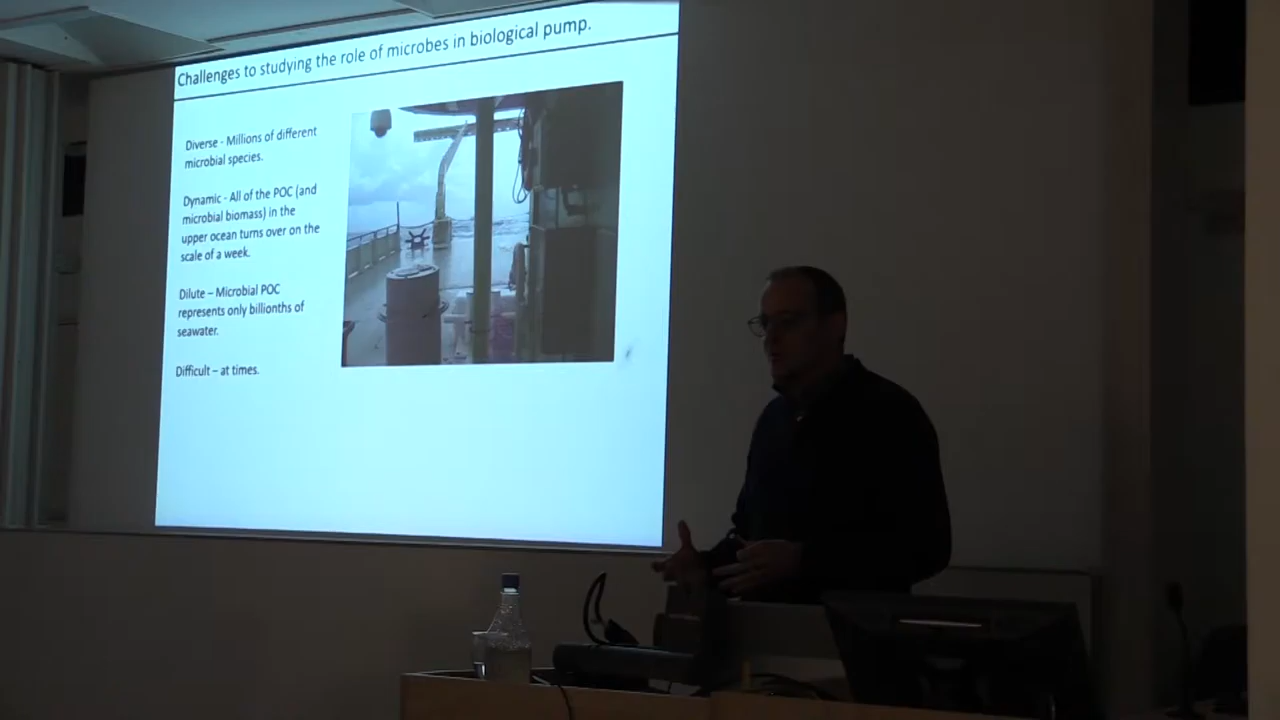 Challenges to studying the role of microbes in biological pump.
Diverse - Millions of different
microbial species.
Dynamic - All of the POC (and
microbial biomass) in the
upper ocean turns over on the
scale of a week.
Dilute – Microbial POC
represents only billionths of
seawater.
Difficult – at times.